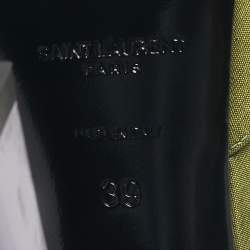 SAINT LAURENT
PARIS
MADE IN ITALY
39